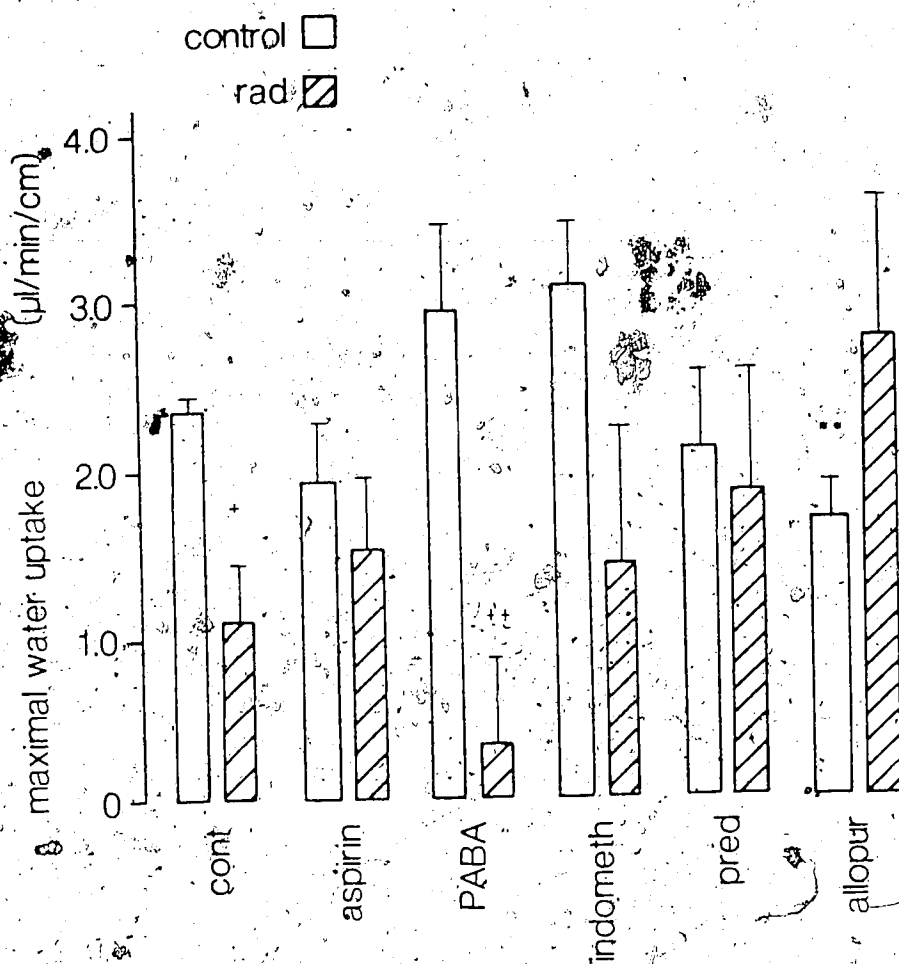 control
rad
maximal water uptake (µl/min/cm)
4.0
3.0
2.0
1.0
0
+
++
**
cont
aspirin
PABA
indometh
pred
allopur